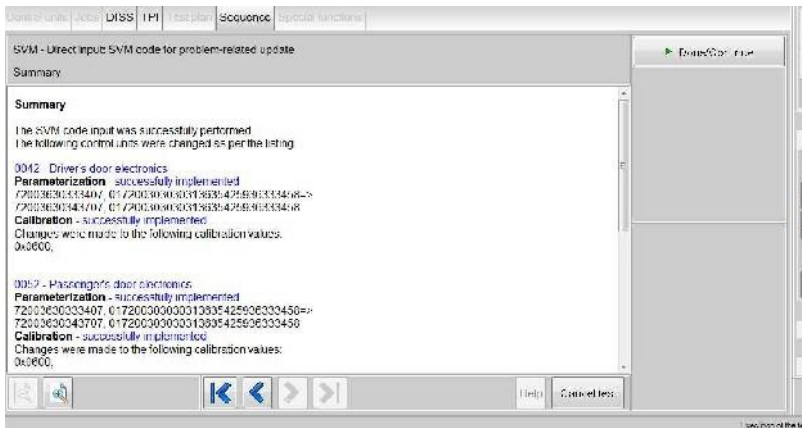 Control units Jobs DISS TPI Test plan Sequence Special functions
SVM - Direct input: SVM code for problem-related update
Summary
Done/Continue
Summary
The SVM code input was successfully performed
The following control units were changed as per the listing
0042 - Driver's door electronics
Parameterization - successfully implemented
Calibration - successfully implemented
Changes were made to the following calibration values:
0x0600,
0052 - Passenger's door electronics
Parameterization - successfully implemented
Calibration - successfully implemented
Changes were made to the following calibration values:
0x0600,
Help Cancel test